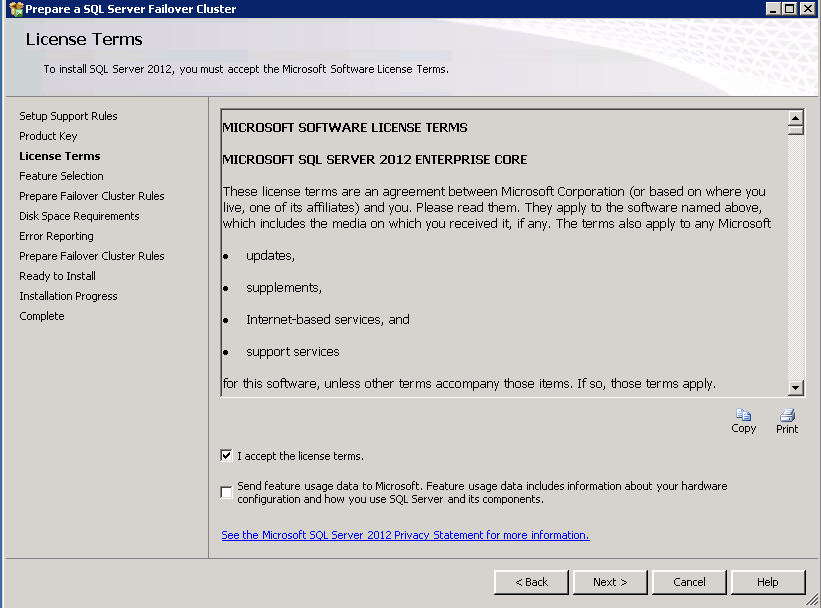 Prepare a SQL Server Failover Cluster
License Terms
To install SQL Server 2012, you must accept the Microsoft Software License Terms.
Setup Support Rules
Product Key
License Terms
Feature Selection
Prepare Failover Cluster Rules
Disk Space Requirements
Error Reporting
Prepare Failover Cluster Rules
Ready to Install
Installation Progress
Complete
MICROSOFT SOFTWARE LICENSE TERMS
MICROSOFT SQL SERVER 2012 ENTERPRISE CORE
These license terms are an agreement between Microsoft Corporation (or based on where you
live, one of its affiliates) and you. Please read them. They apply to the software named above,
which includes the media on which you received it, if any. The terms also apply to any Microsoft
• updates,
• supplements,
• Internet-based services, and
• support services
for this software, unless other terms accompany those items. If so, those terms apply.
Copy
Print
I accept the license terms.
Send feature usage data to Microsoft. Feature usage data includes information about your hardware
configuration and how you use SQL Server and its components.
See the Microsoft SQL Server 2012 Privacy Statement for more information.
< Back
Next >
Cancel
Help